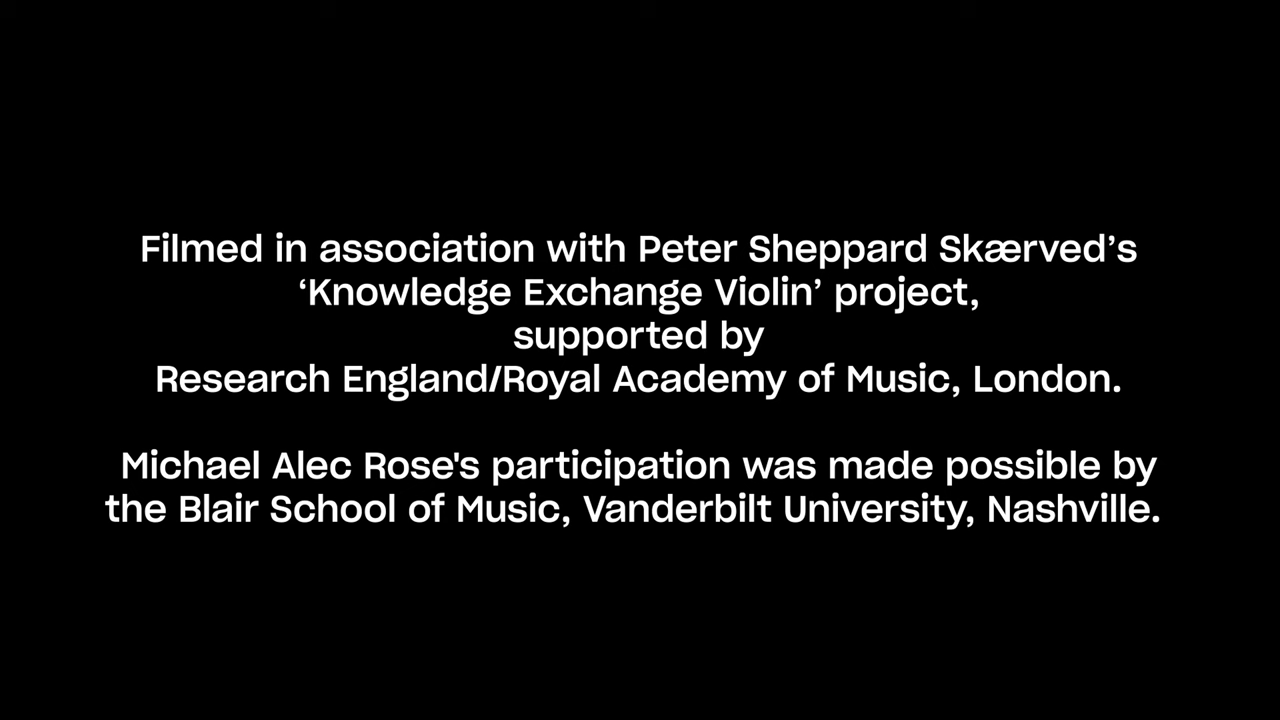 Filmed in association with Peter Sheppard Skærved’s
‘Knowledge Exchange Violin’ project,
supported by
Research England/Royal Academy of Music, London.
Michael Alec Rose's participation was made possible by
the Blair School of Music, Vanderbilt University, Nashville.